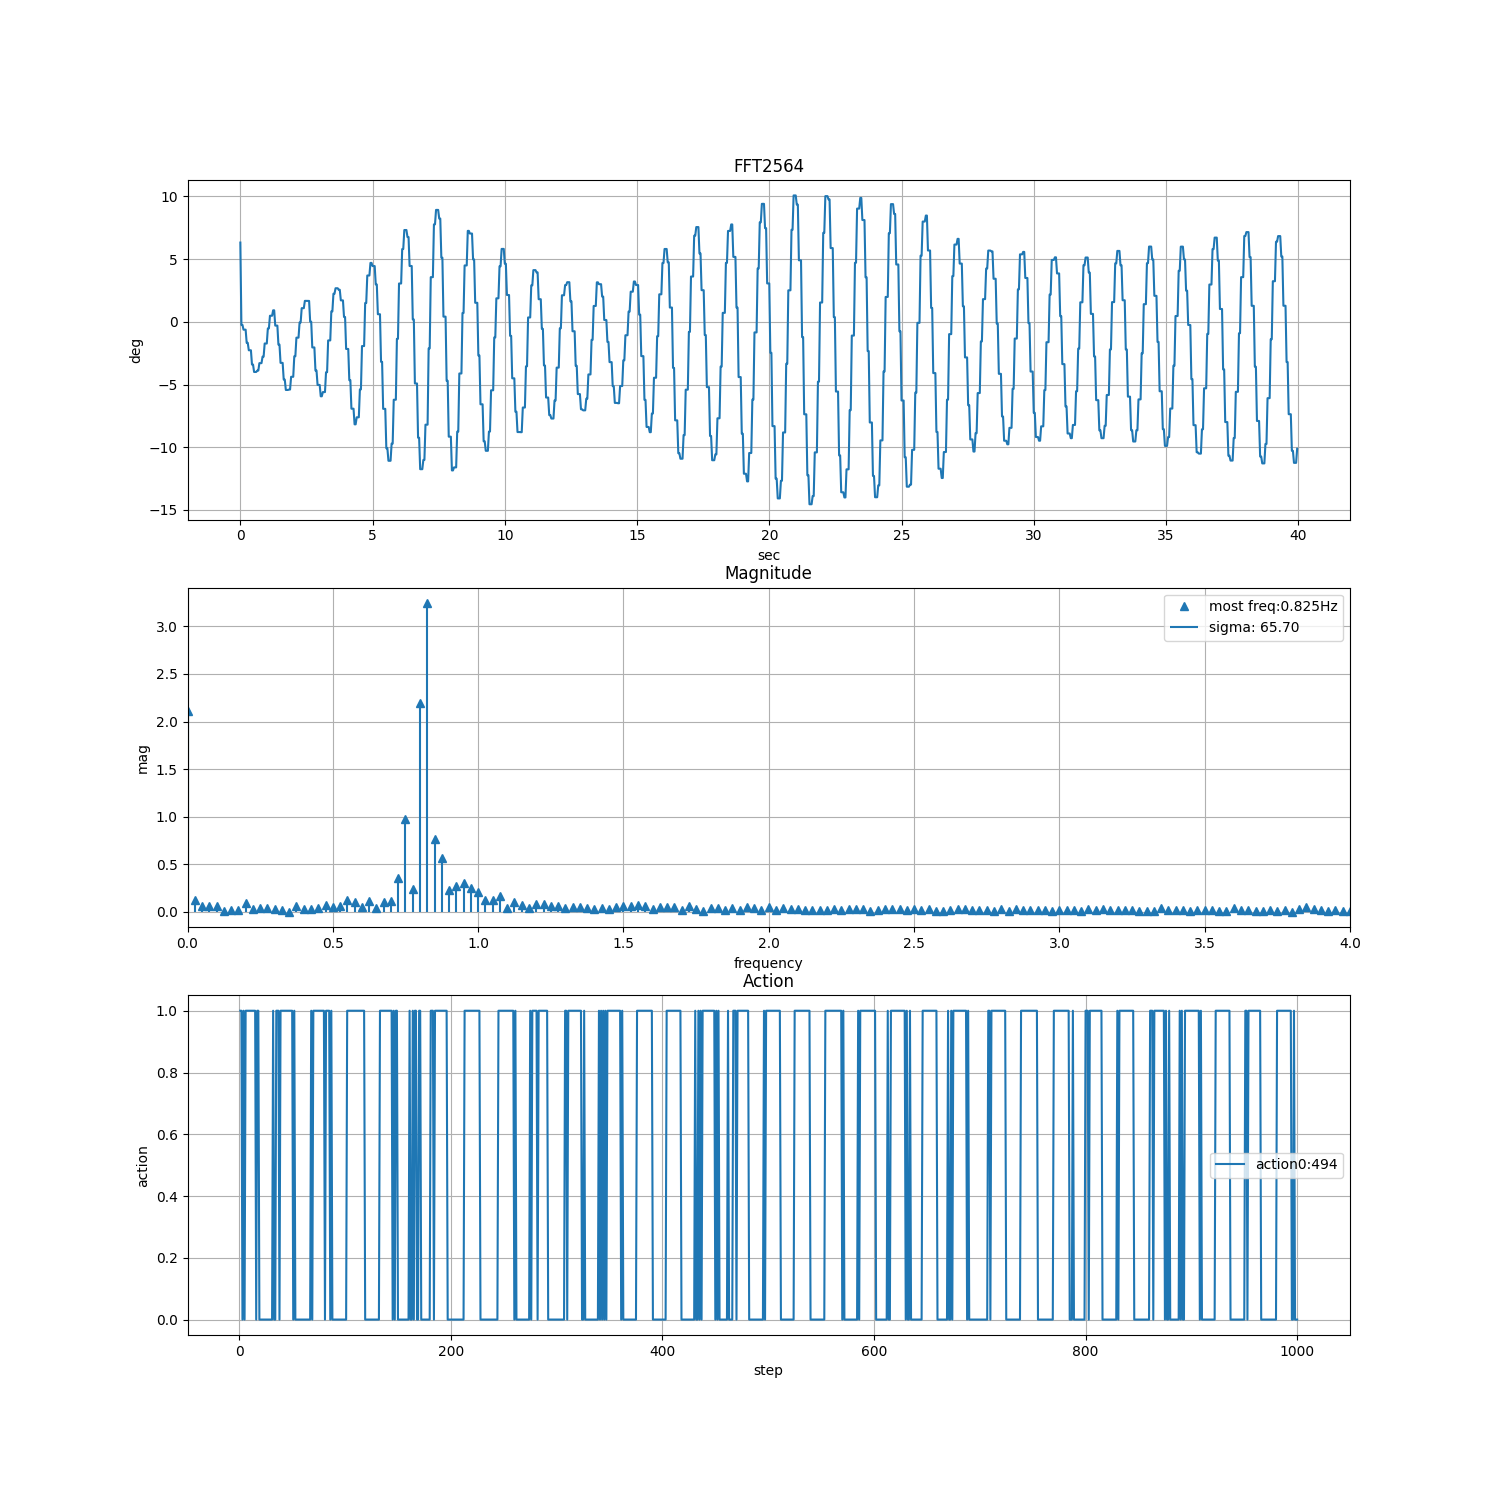 FFT2564
10
5
0
−5
−10
−15
deg
0 5 10 15 20 25 30 35 40
sec
Magnitude
most freq:0.825Hz
sigma: 65.70
3.0
2.5
2.0
1.5
1.0
0.5
0.0
mag
0.0 0.5 1.0 1.5 2.0 2.5 3.0 3.5 4.0
frequency
Action
1.0
0.8
0.6
0.4
0.2
0.0
action
action0:494
0 200 400 600 800 1000
step